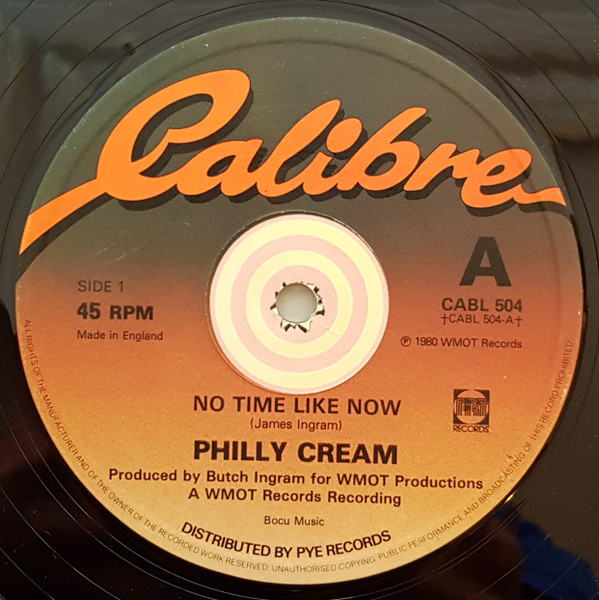 Calibre
SIDE 1
45 RPM
Made in England
A
CABL 504
†CABL 504-A†
℗ 1980 WMOT Records
RECORDS
NO TIME LIKE NOW
(James Ingram)
PHILLY CREAM
Produced by Butch Ingram for WMOT Productions
A WMOT Records Recording
Bocu Music
DISTRIBUTED BY PYE RECORDS
ALL RIGHTS OF THE MANUFACTURER AND OF THE OWNER OF THE RECORDED WORK RESERVED. UNAUTHORISED COPYING PUBLIC PERFORMANCE AND BROADCASTING OF THIS RECORD PROHIBITED